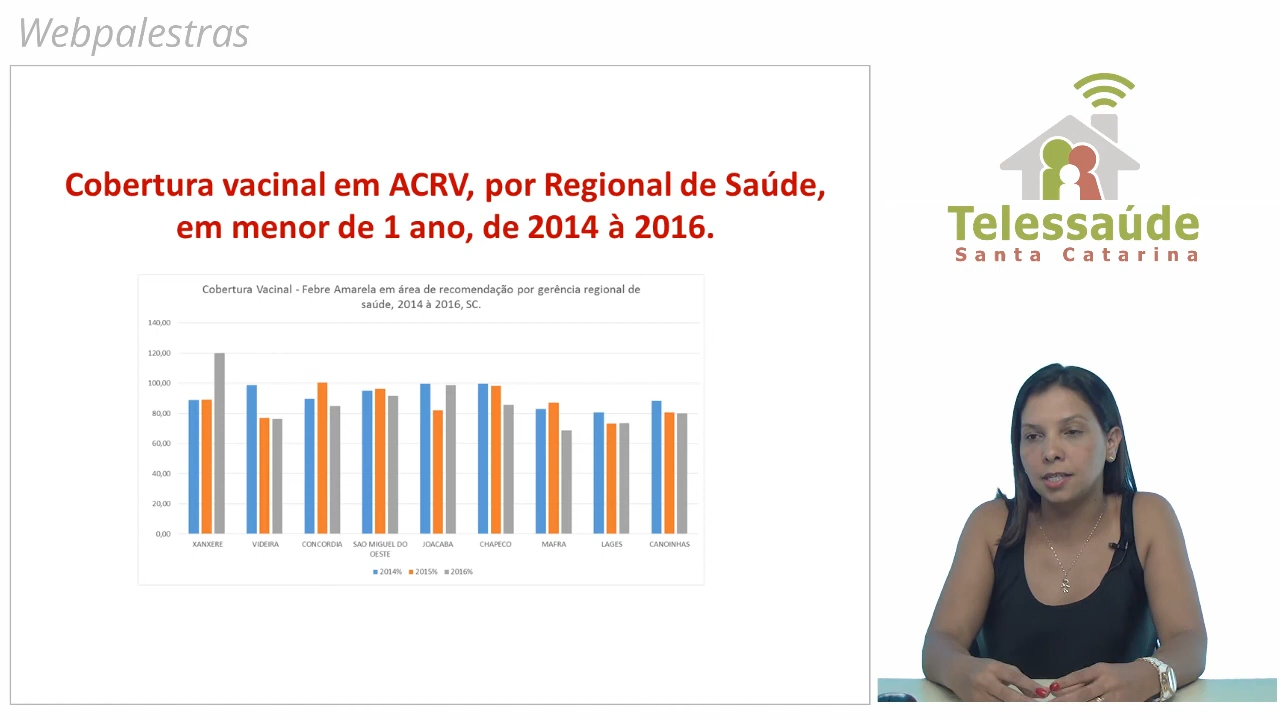 Webpalestras
Cobertura vacinal em ACRV, por Regional de Saúde,
em menor de 1 ano, de 2014 à 2016.
Cobertura Vacinal - Febre Amarela em área de recomendação por gerência regional de
saúde, 2014 à 2016, SC.
140,00
120,00
100,00
80,00
60,00
40,00
20,00
0,00
XANXERE VIDEIRA CONCORDIA SAO MIGUEL DO JOACABA CHAPECO MAFRA LAGES CANOINHAS
OESTE
2014% 2015% 2016%
Telessaúde
Santa Catarina